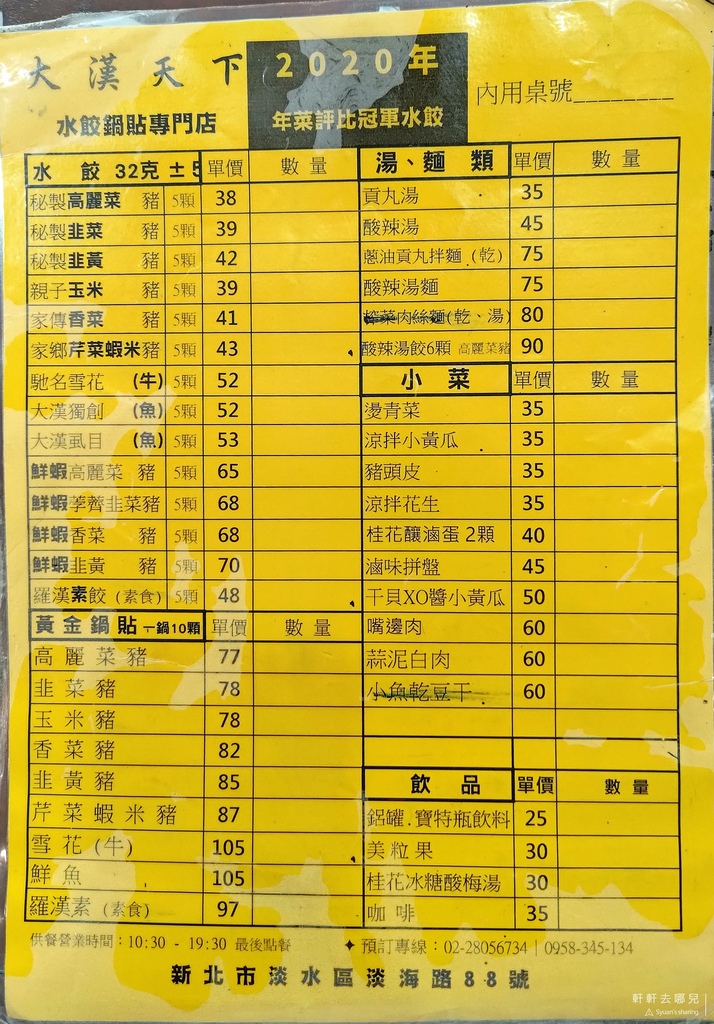 大漢天下
水餃鍋貼專門店
2020年
年菜評比冠軍水餃
內用桌號_________
水 餃 32克 ±5 單價 數量
秘製高麗菜 豬 5顆 38
秘製韭菜 豬 5顆 39
秘製韭黃 豬 5顆 42
親子玉米 豬 5顆 39
家傳香菜 豬 5顆 41
家鄉芹菜蝦米豬 5顆 43
馳名雪花 (牛) 5顆 52
大漢獨創 (魚) 5顆 52
大漢虱目 (魚) 5顆 53
鮮蝦高麗菜 豬 5顆 65
鮮蝦荸薺韭菜豬 5顆 68
鮮蝦香菜 豬 5顆 68
鮮蝦韭黃 豬 5顆 70
羅漢素餃 (素食) 5顆 48
黃金鍋貼 一鍋10顆 單價 數量
高麗菜豬 77
韭菜豬 78
玉米豬 78
香菜豬 82
韭黃豬 85
芹菜蝦米豬 87
雪花(牛) 105
鮮魚 105
羅漢素 (素食) 97
湯、麵 類 單價 數量
貢丸湯 35
酸辣湯 45
蔥油貢丸拌麵 (乾) 75
酸辣湯麵 75
榨菜肉絲麵(乾、湯) 80
酸辣湯餃6顆 高麗菜豬 90
小 菜 單價 數量
燙青菜 35
涼拌小黃瓜 35
豬頭皮 35
涼拌花生 35
桂花釀滷蛋 2顆 40
滷味拼盤 45
干貝XO醬小黃瓜 50
嘴邊肉 60
蒜泥白肉 60
小魚乾豆干 60
飲 品 單價 數量
鋁罐.寶特瓶飲料 25
美粒果 30
桂花冰糖酸梅湯 30
咖啡 35
供餐營業時間：10:30 - 19:30 最後點餐
✦ 預訂專線：02-28056734 | 0958-345-134
新北市淡水區淡海路88號
軒軒去哪兒
Syuan's sharing